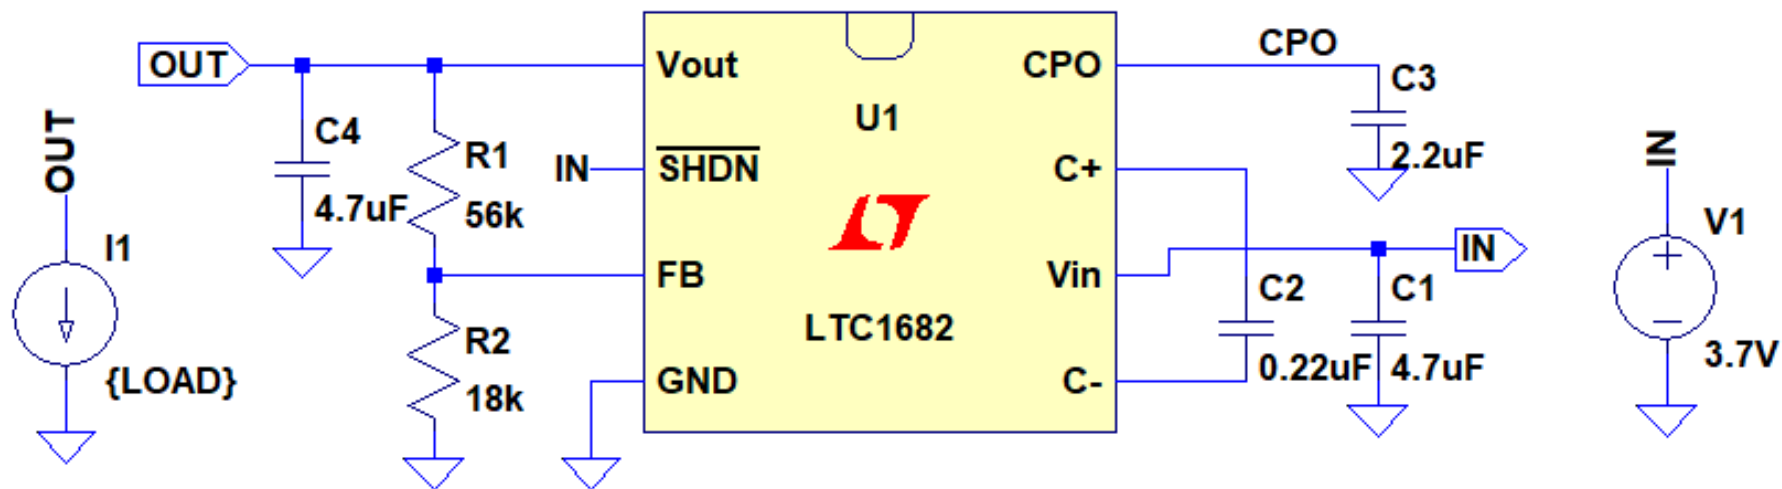 OUT
C4
4.7uF
R1
56k
R2
18k
OUT
I1
{LOAD}
IN
Vout
SHDN
FB
GND
U1
LTC1682
CPO
C+
Vin
C-
CPO
C3
2.2uF
C2
0.22uF
IN
C1
4.7uF
IN
V1
3.7V